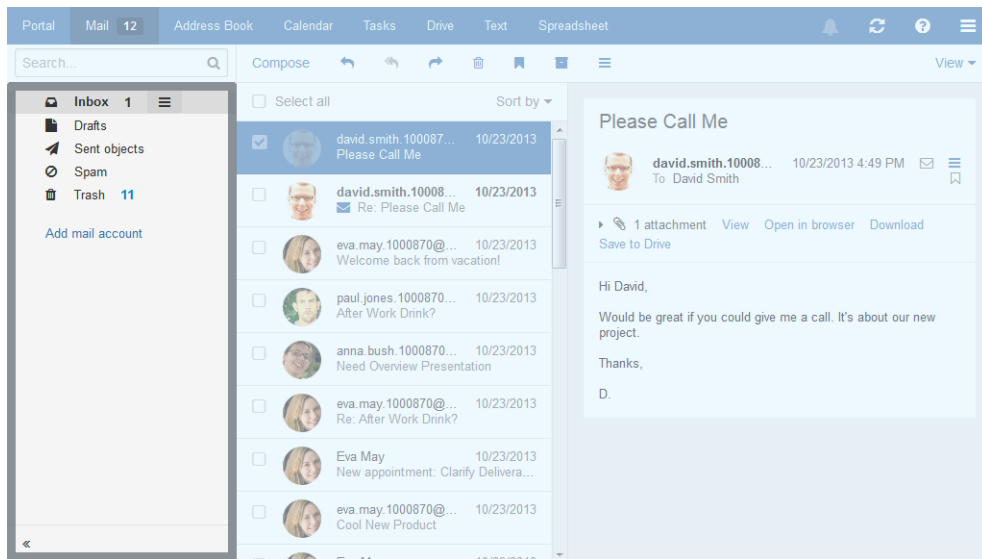 Portal Mail 12 Address Book Calendar Tasks Drive Text Spreadsheet
Search...
Compose
View
Inbox 1
Drafts
Sent objects
Spam
Trash 11
Add mail account
«
Select all Sort by
david.smith.100087... 10/23/2013
Please Call Me
david.smith.10008... 10/23/2013
Re: Please Call Me
eva.may.1000870@... 10/23/2013
Welcome back from vacation!
paul.jones.1000870... 10/23/2013
After Work Drink?
anna.bush.1000870... 10/23/2013
Need Overview Presentation
eva.may.1000870@... 10/23/2013
Re: After Work Drink?
Eva May 10/23/2013
New appointment: Clarify Delivera...
eva.may.1000870@... 10/23/2013
Cool New Product
Please Call Me
david.smith.10008... 10/23/2013 4:49 PM
To David Smith
1 attachment View Open in browser Download
Save to Drive
Hi David,
Would be great if you could give me a call. It's about our new
project.
Thanks,
D.